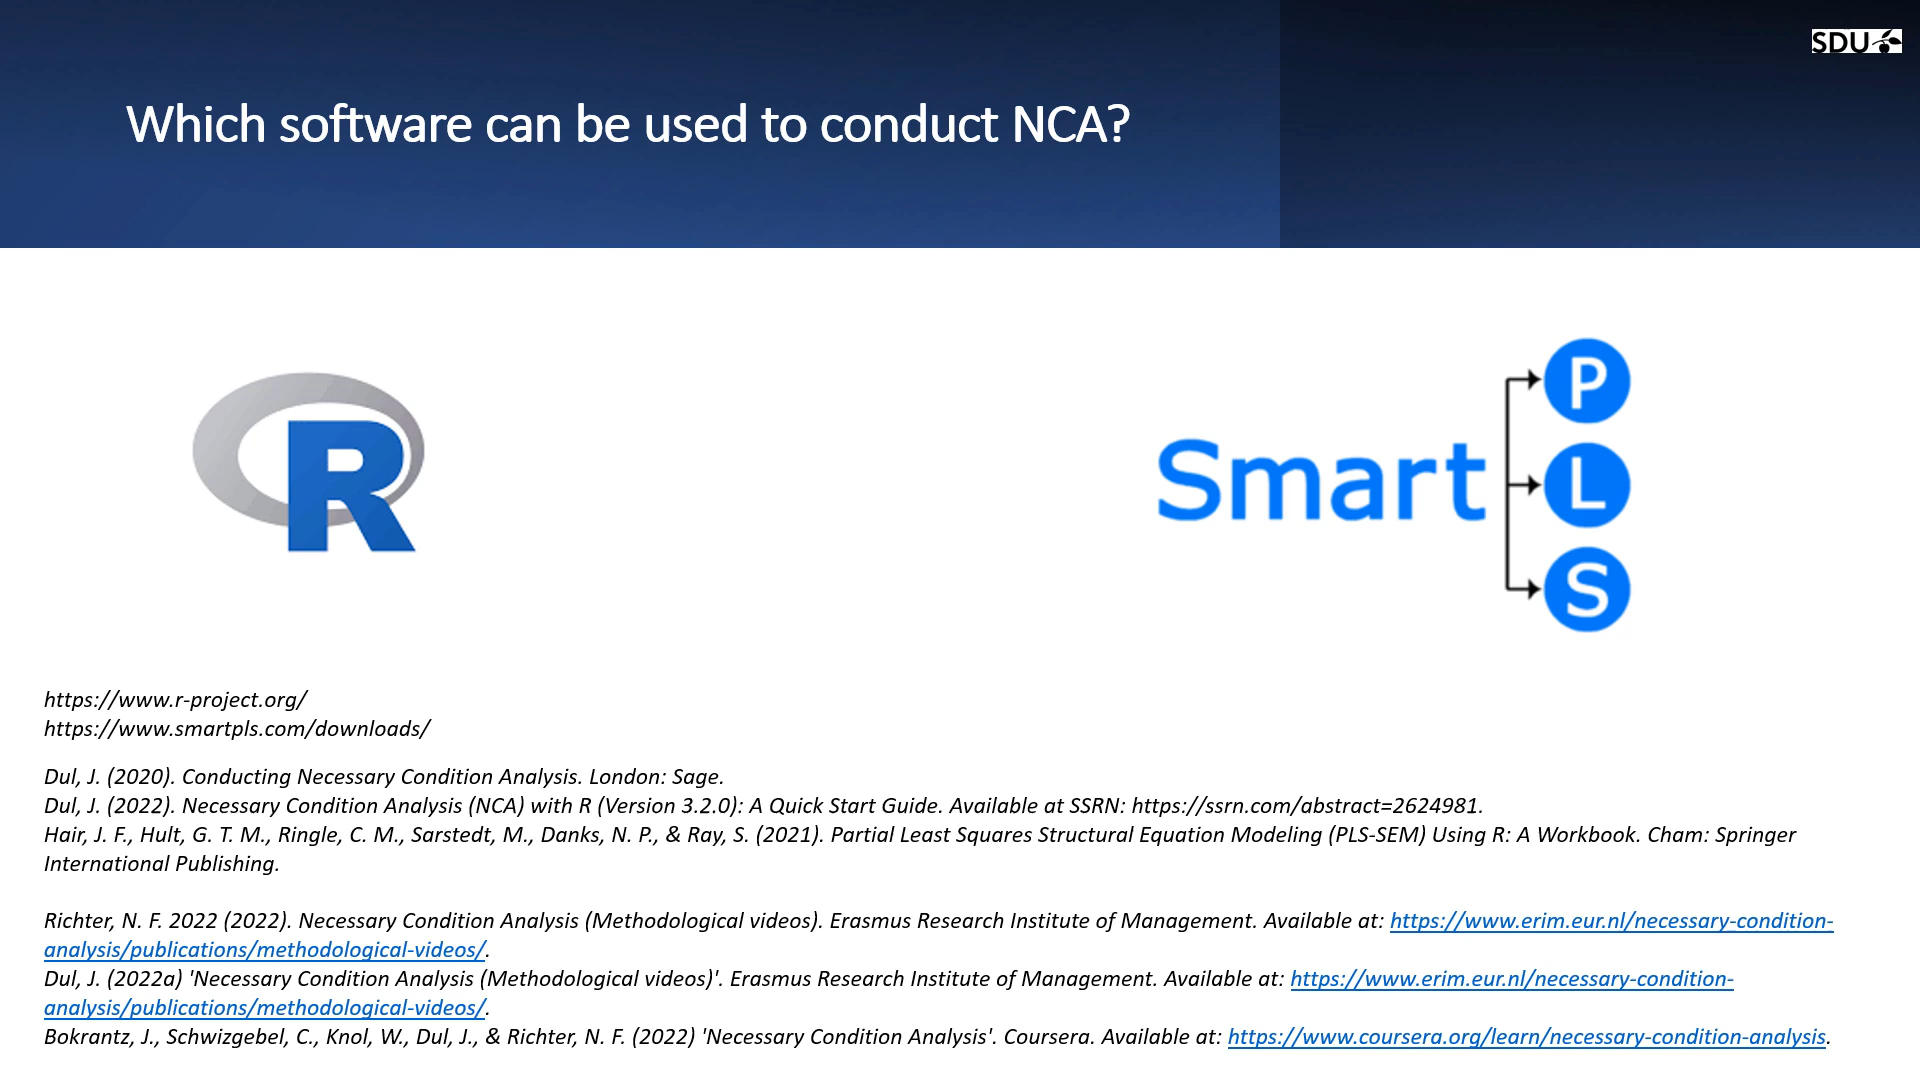 SDU
Which software can be used to conduct NCA?
R
Smart
P
L
S
https://www.r-project.org/
https://www.smartpls.com/downloads/
Dul, J. (2020). Conducting Necessary Condition Analysis. London: Sage.
Dul, J. (2022). Necessary Condition Analysis (NCA) with R (Version 3.2.0): A Quick Start Guide. Available at SSRN: https://ssrn.com/abstract=2624981.
Hair, J. F., Hult, G. T. M., Ringle, C. M., Sarstedt, M., Danks, N. P., & Ray, S. (2021). Partial Least Squares Structural Equation Modeling (PLS-SEM) Using R: A Workbook. Cham: Springer
International Publishing.
Richter, N. F. 2022 (2022). Necessary Condition Analysis (Methodological videos). Erasmus Research Institute of Management. Available at: https://www.erim.eur.nl/necessary-condition-
analysis/publications/methodological-videos/.
Dul, J. (2022a) 'Necessary Condition Analysis (Methodological videos)'. Erasmus Research Institute of Management. Available at: https://www.erim.eur.nl/necessary-condition-
analysis/publications/methodological-videos/.
Bokrantz, J., Schwizgebel, C., Knol, W., Dul, J., & Richter, N. F. (2022) 'Necessary Condition Analysis'. Coursera. Available at: https://www.coursera.org/learn/necessary-condition-analysis.